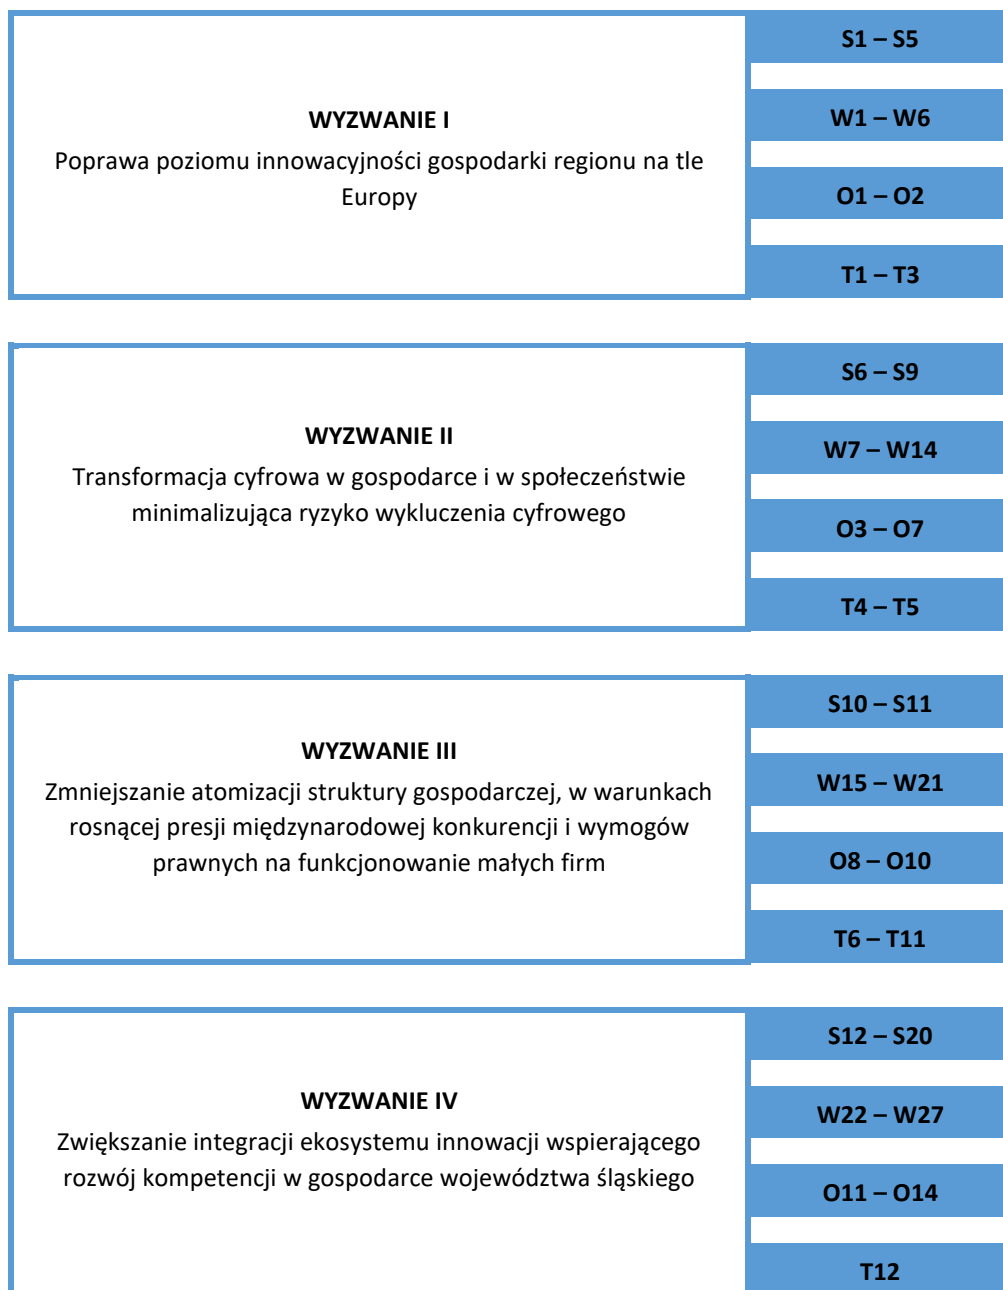 WYZWANIE I
Poprawa poziomu innowacyjności gospodarki regionu na tle
Europy
S1 – S5
W1 – W6
O1 – O2
T1 – T3
WYZWANIE II
Transformacja cyfrowa w gospodarce i w społeczeństwie
minimalizująca ryzyko wykluczenia cyfrowego
S6 – S9
W7 – W14
O3 – O7
T4 – T5
WYZWANIE III
Zmniejszanie atomizacji struktury gospodarczej, w warunkach
rosnącej presji międzynarodowej konkurencji i wymogów
prawnych na funkcjonowanie małych firm
S10 – S11
W15 – W21
O8 – O10
T6 – T11
WYZWANIE IV
Zwiększanie integracji ekosystemu innowacji wspierającego
rozwój kompetencji w gospodarce województwa śląskiego
S12 – S20
W22 – W27
O11 – O14
T12